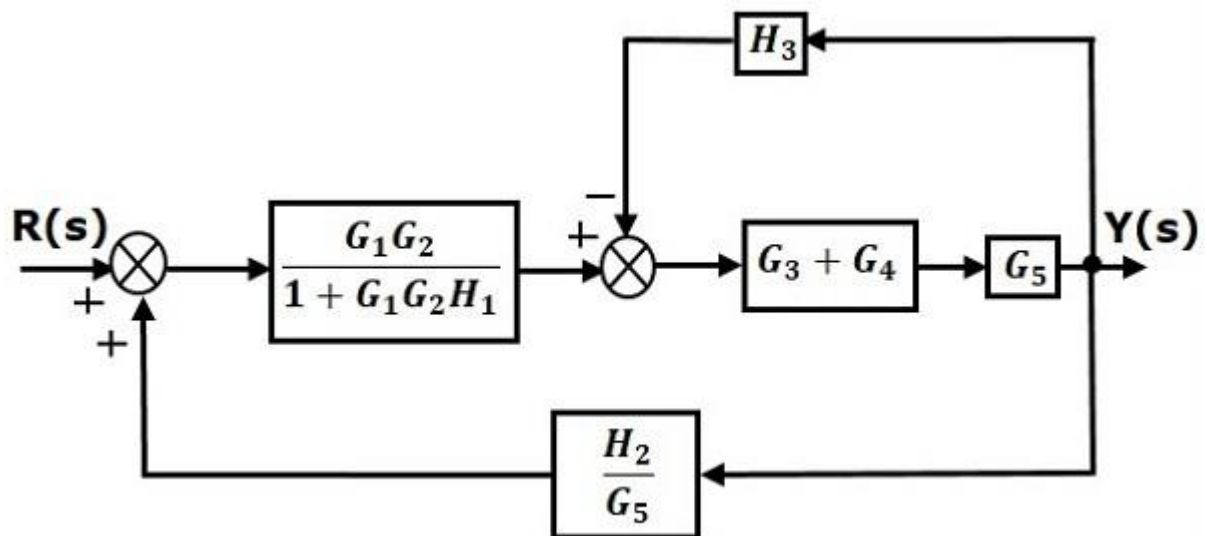 H₃
−
R(s)
G₁G₂
1 + G₁G₂H₁
+
G₃ + G₄
G₅
Y(s)
+
+
H₂
G₅